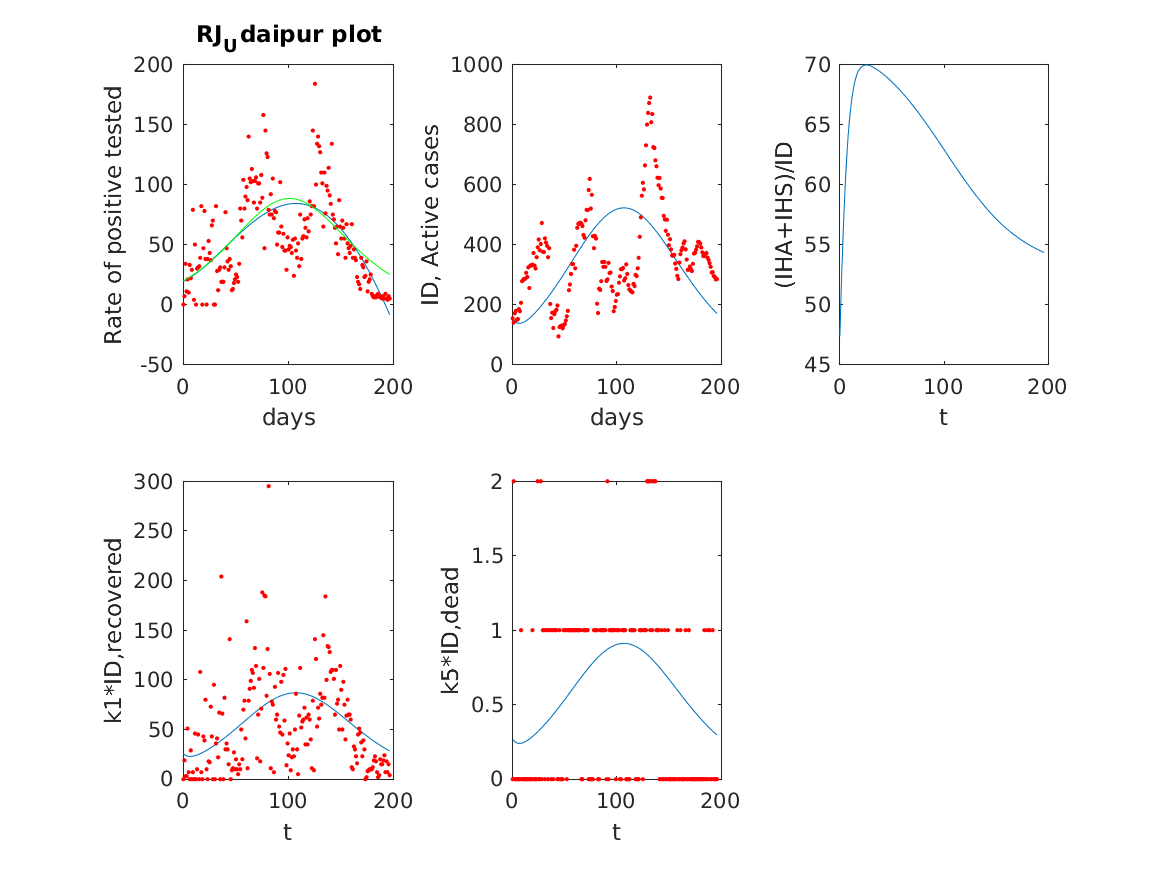 RJ_Udaipur plot
200
150
100
50
0
-50
0 100 200
Rate of positive tested
days
1000
800
600
400
200
0
0 100 200
ID, Active cases
days
70
65
60
55
50
45
0 100 200
(IHA+IHS)/ID
t
300
250
200
150
100
50
0
0 100 200
k1*ID,recovered
t
2
1.5
1
0.5
0
0 100 200
k5*ID,dead
t